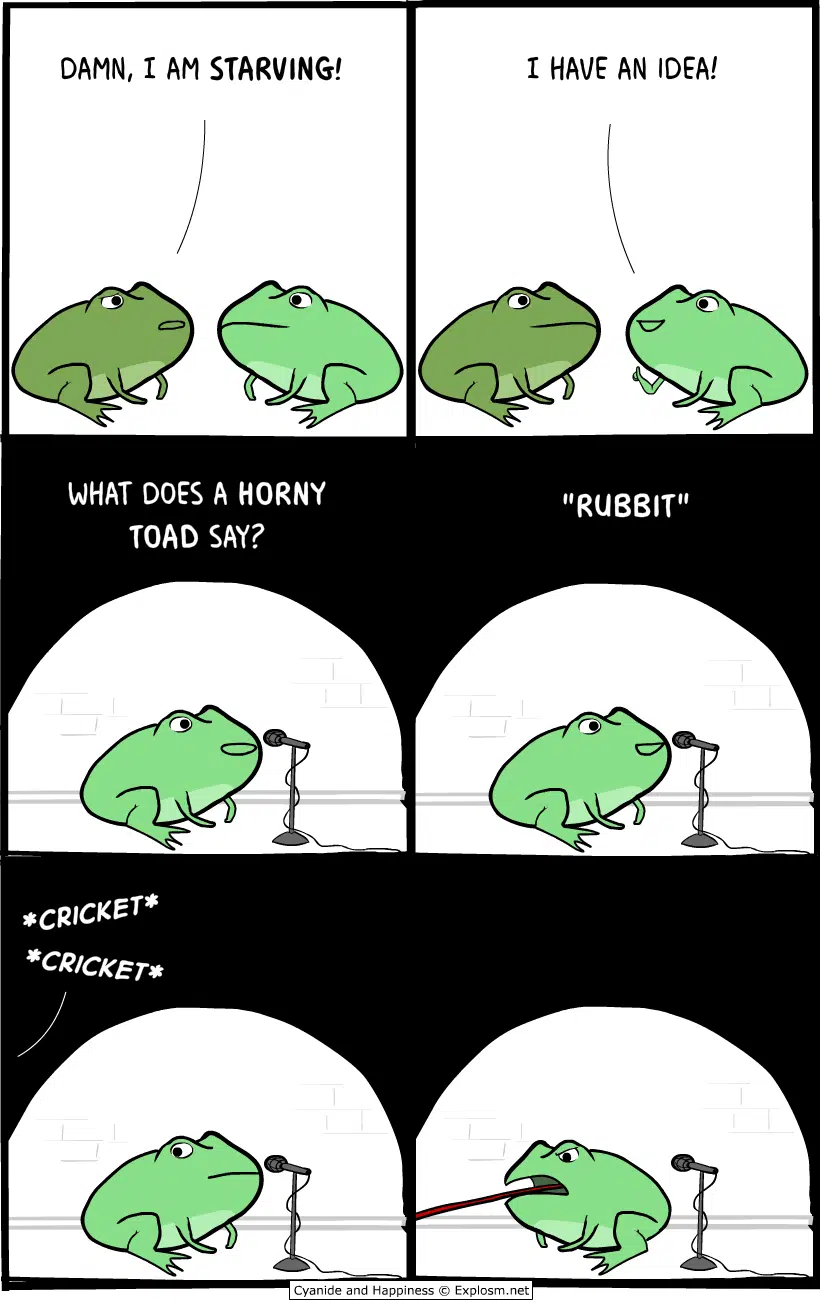 DAMN, I AM STARVING!
I HAVE AN IDEA!
WHAT DOES A HORNY
TOAD SAY?
"RUBBIT"
*CRICKET*
*CRICKET*
Cyanide and Happiness © Explosm.net